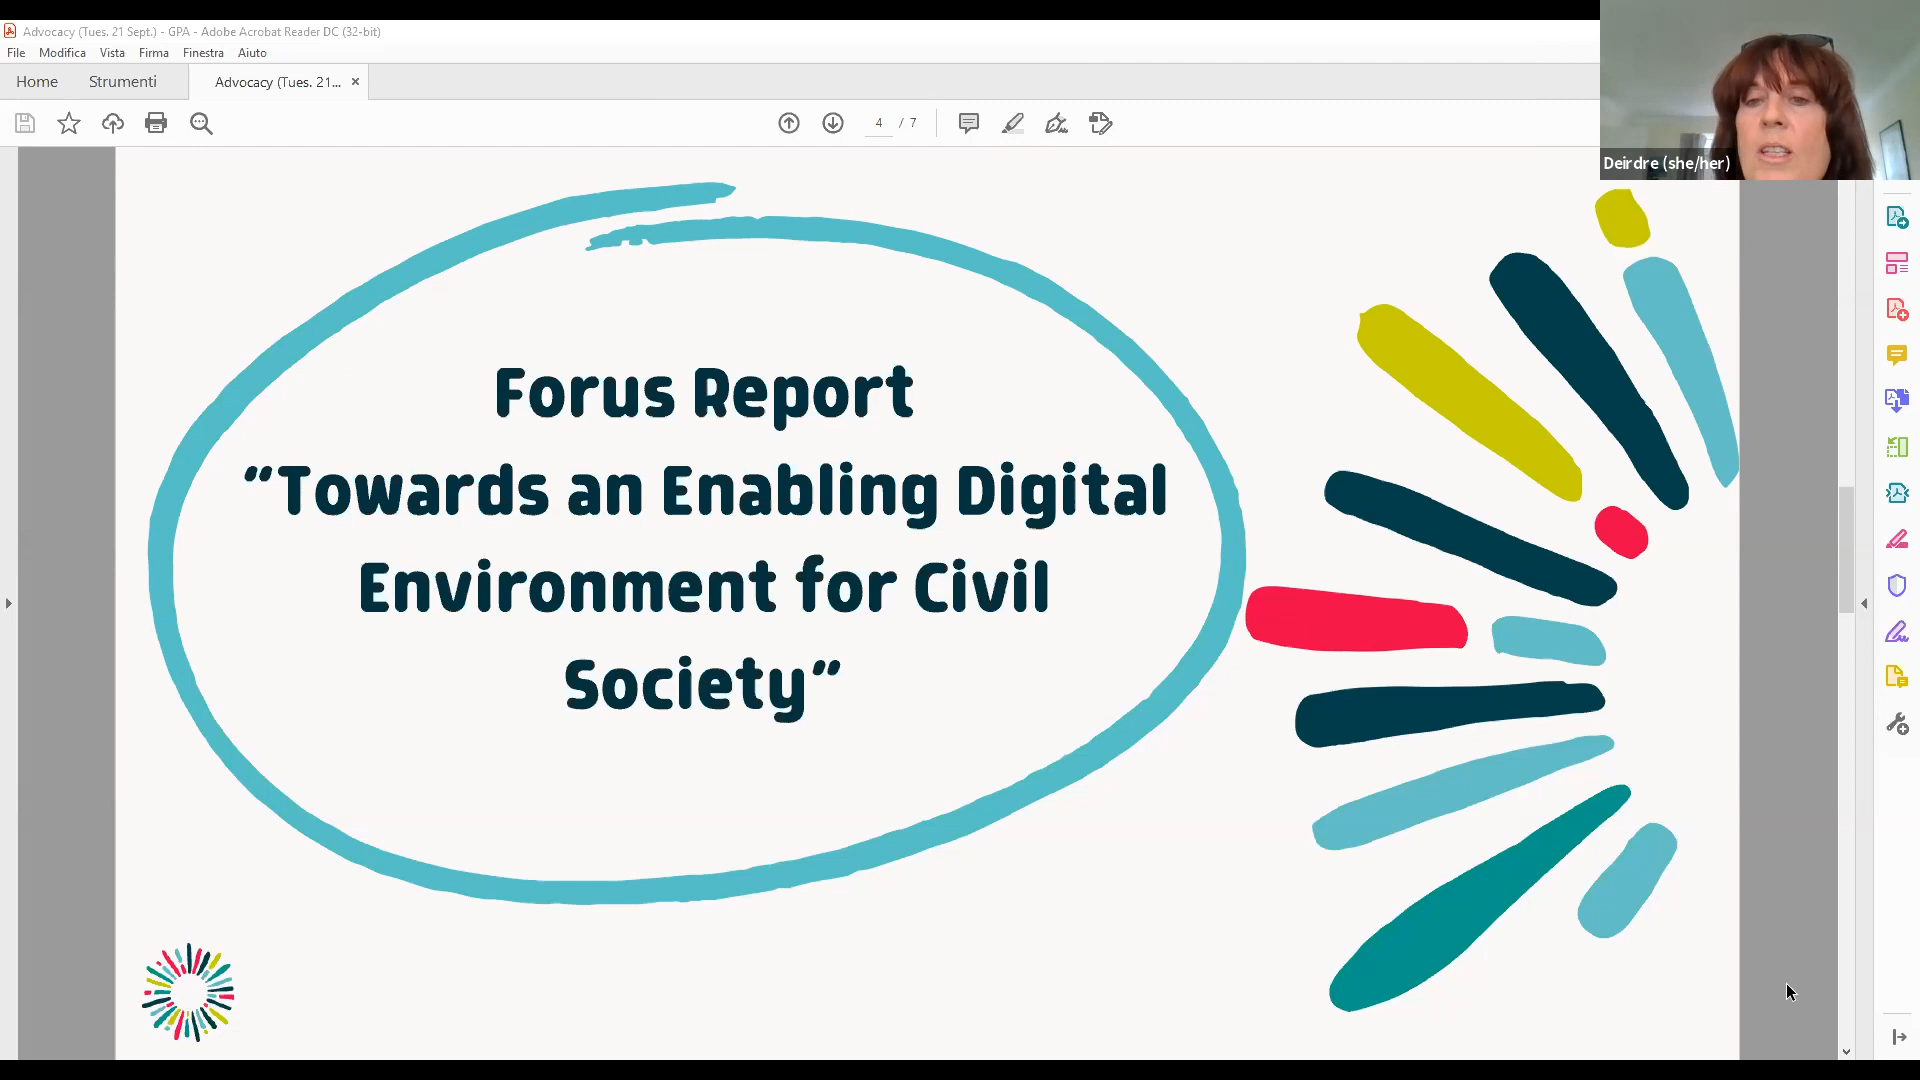 Advocacy (Tues. 21 Sept.) - GPA - Adobe Acrobat Reader DC (32-bit)
File Modifica Vista Firma Finestra Aiuto
Home Strumenti Advocacy (Tues. 21... ×
4 / 7
Deirdre (she/her)
Forus Report
“Towards an Enabling Digital
Environment for Civil
Society”